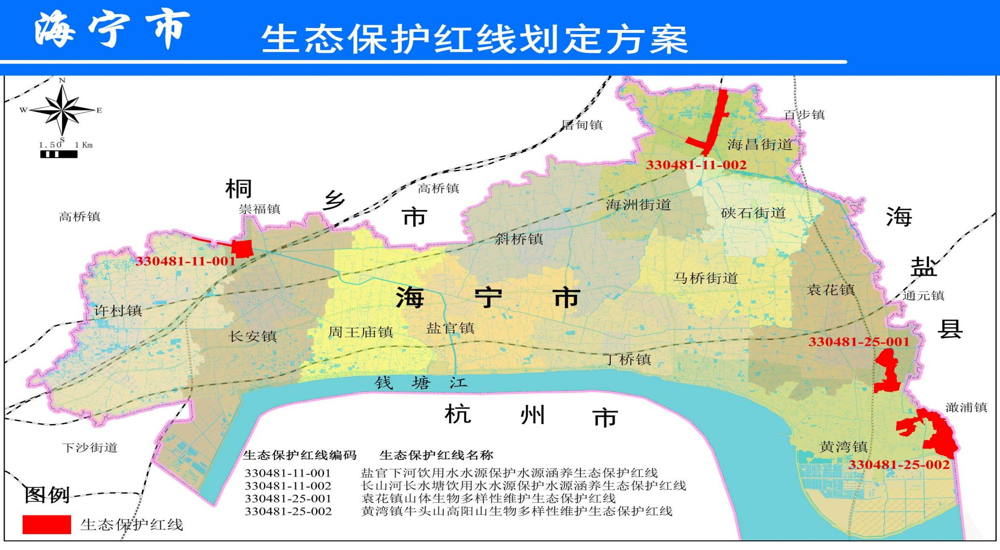 海宁市 生态保护红线划定方案
N
W E
S
1.50 1 Km
屠甸镇
百步镇
海昌街道
330481-11-002
桐乡市
高桥镇
崇福镇
高桥镇
海洲街道
硖石街道
海盐县
斜桥镇
330481-11-001
马桥街道
袁花镇
通元镇
海宁市
许村镇
长安镇
周王庙镇
盐官镇
330481-25-001
丁桥镇
钱塘江
杭州市
澉浦镇
下沙街道
黄湾镇
330481-25-002
生态保护红线编码 生态保护红线名称
330481-11-001 盐官下河饮用水水源保护水源涵养生态保护红线
330481-11-002 长山河长水塘饮用水水源保护水源涵养生态保护红线
330481-25-001 袁花镇山体生物多样性维护生态保护红线
330481-25-002 黄湾镇牛头山高阳山生物多样性维护生态保护红线
图例
生态保护红线